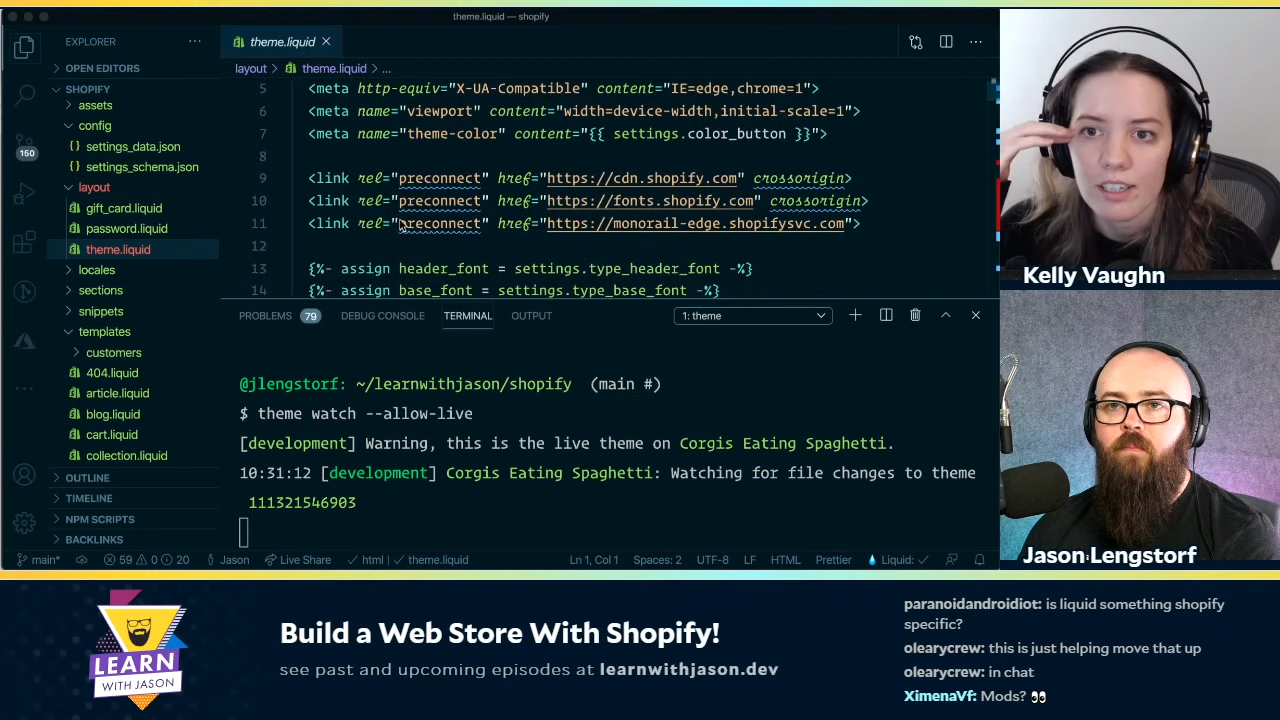 theme.liquid — shopify
EXPLORER
OPEN EDITORS
SHOPIFY
assets
config
settings_data.json
settings_schema.json
layout
gift_card.liquid
password.liquid
theme.liquid
locales
sections
snippets
templates
customers
404.liquid
article.liquid
blog.liquid
cart.liquid
collection.liquid
OUTLINE
TIMELINE
NPM SCRIPTS
BACKLINKS
150
theme.liquid
layout > theme.liquid > ...
5 <meta http-equiv="X-UA-Compatible" content="IE=edge,chrome=1">
6 <meta name="viewport" content="width=device-width,initial-scale=1">
7 <meta name="theme-color" content="{{ settings.color_button }}">
8
9 <link rel="preconnect" href="https://cdn.shopify.com" crossorigin>
10 <link rel="preconnect" href="https://fonts.shopify.com" crossorigin>
11 <link rel="preconnect" href="https://monorail-edge.shopifysvc.com">
12
13 {%- assign header_font = settings.type_header_font -%}
14 {%- assign base_font = settings.type_base_font -%}
PROBLEMS 79 DEBUG CONSOLE TERMINAL OUTPUT 1: theme
@jlengstorf: ~/learnwithjason/shopify (main #)
$ theme watch --allow-live
[development] Warning, this is the live theme on Corgis Eating Spaghetti.
10:31:12 [development] Corgis Eating Spaghetti: Watching for file changes to theme
111321546903
main* 59 0 20 Jason Live Share html theme.liquid Ln 1, Col 1 Spaces: 2 UTF-8 LF HTML Prettier Liquid:
Kelly Vaughn
Jason Lengstorf
LEARN
WITH JASON
Build a Web Store With Shopify!
see past and upcoming episodes at learnwithjason.dev
paranoidandroidiot: is liquid something shopify
specific?
olearycrew: this is just helping move that up
olearycrew: in chat
XimenaVf: Mods? 👀